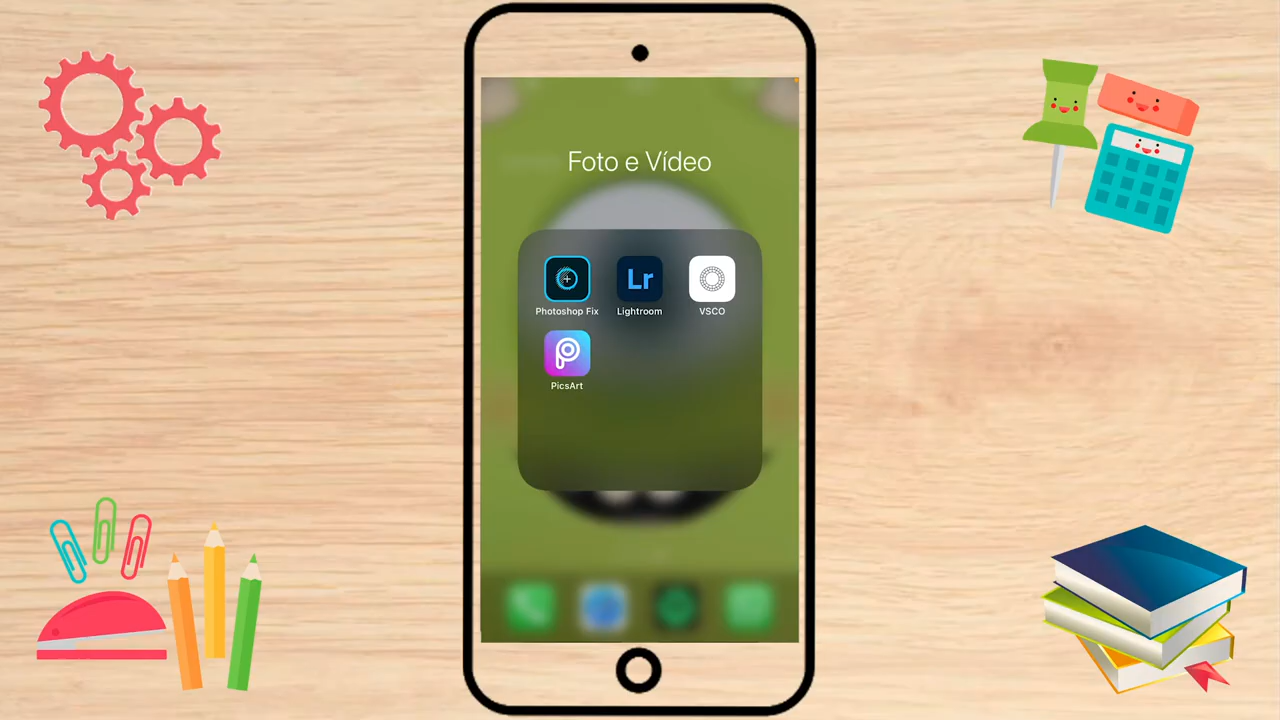 Foto e Vídeo
Photoshop Fix
Lr
Lightroom
VSCO
PicsArt